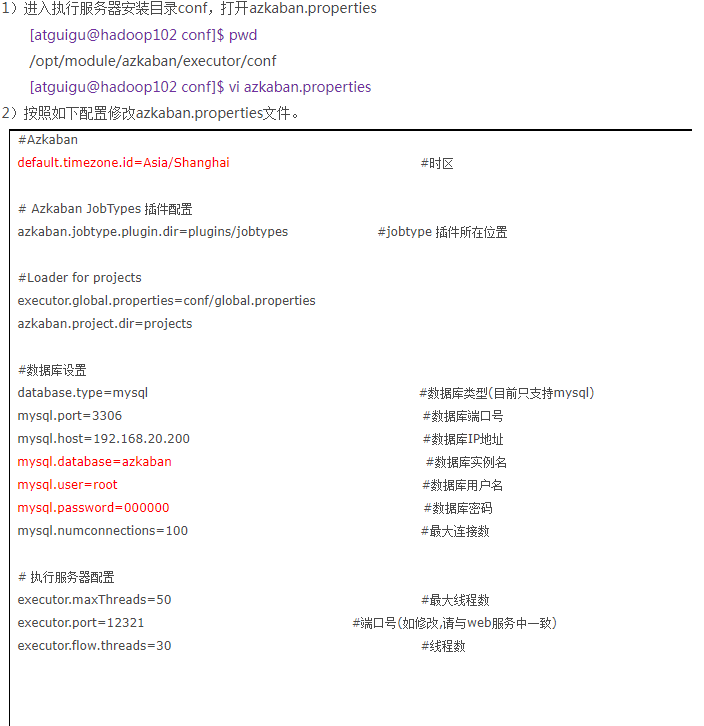 1）进入执行服务器安装目录conf，打开azkaban.properties
[atguigu@hadoop102 conf]$ pwd
/opt/module/azkaban/executor/conf
[atguigu@hadoop102 conf]$ vi azkaban.properties
2）按照如下配置修改azkaban.properties文件。
#Azkaban
default.timezone.id=Asia/Shanghai #时区
# Azkaban JobTypes 插件配置
azkaban.jobtype.plugin.dir=plugins/jobtypes #jobtype 插件所在位置
#Loader for projects
executor.global.properties=conf/global.properties
azkaban.project.dir=projects
#数据库设置
database.type=mysql #数据库类型(目前只支持mysql)
mysql.port=3306 #数据库端口号
mysql.host=192.168.20.200 #数据库IP地址
mysql.database=azkaban #数据库实例名
mysql.user=root #数据库用户名
mysql.password=000000 #数据库密码
mysql.numconnections=100 #最大连接数
# 执行服务器配置
executor.maxThreads=50 #最大线程数
executor.port=12321 #端口号(如修改,请与web服务中一致)
executor.flow.threads=30 #线程数